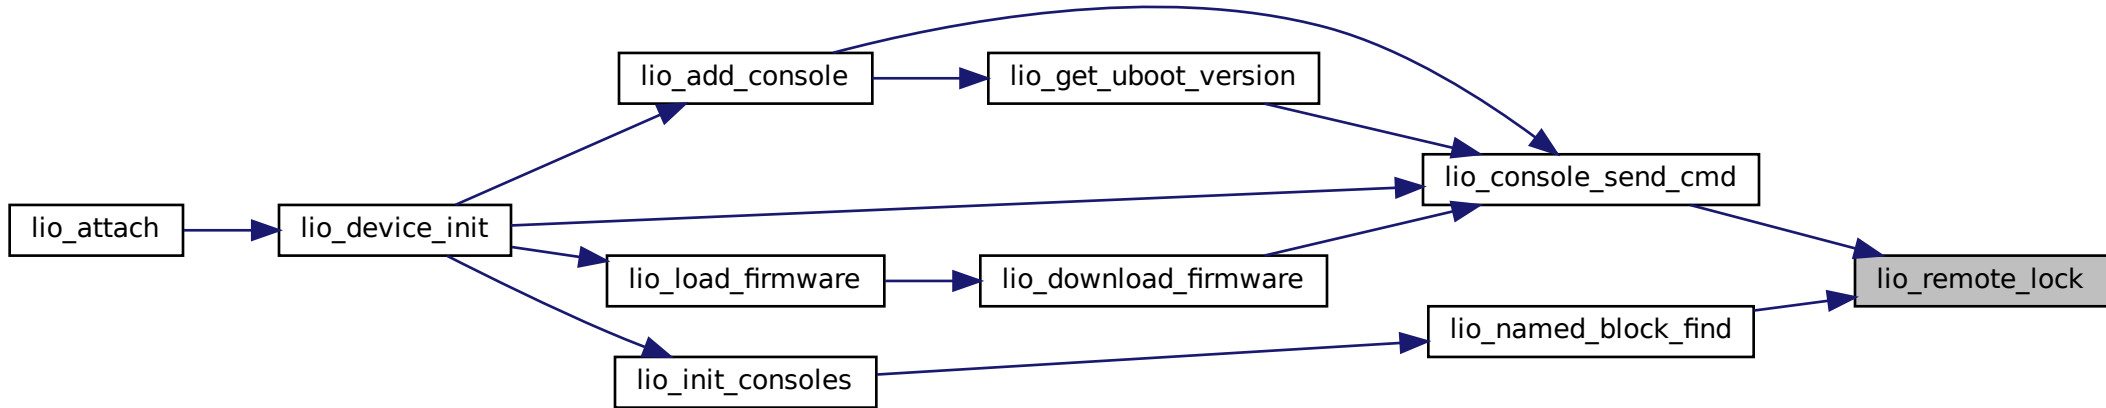 lio_add_console
lio_get_uboot_version
lio_console_send_cmd
lio_attach
lio_device_init
lio_load_firmware
lio_download_firmware
lio_remote_lock
lio_named_block_find
lio_init_consoles